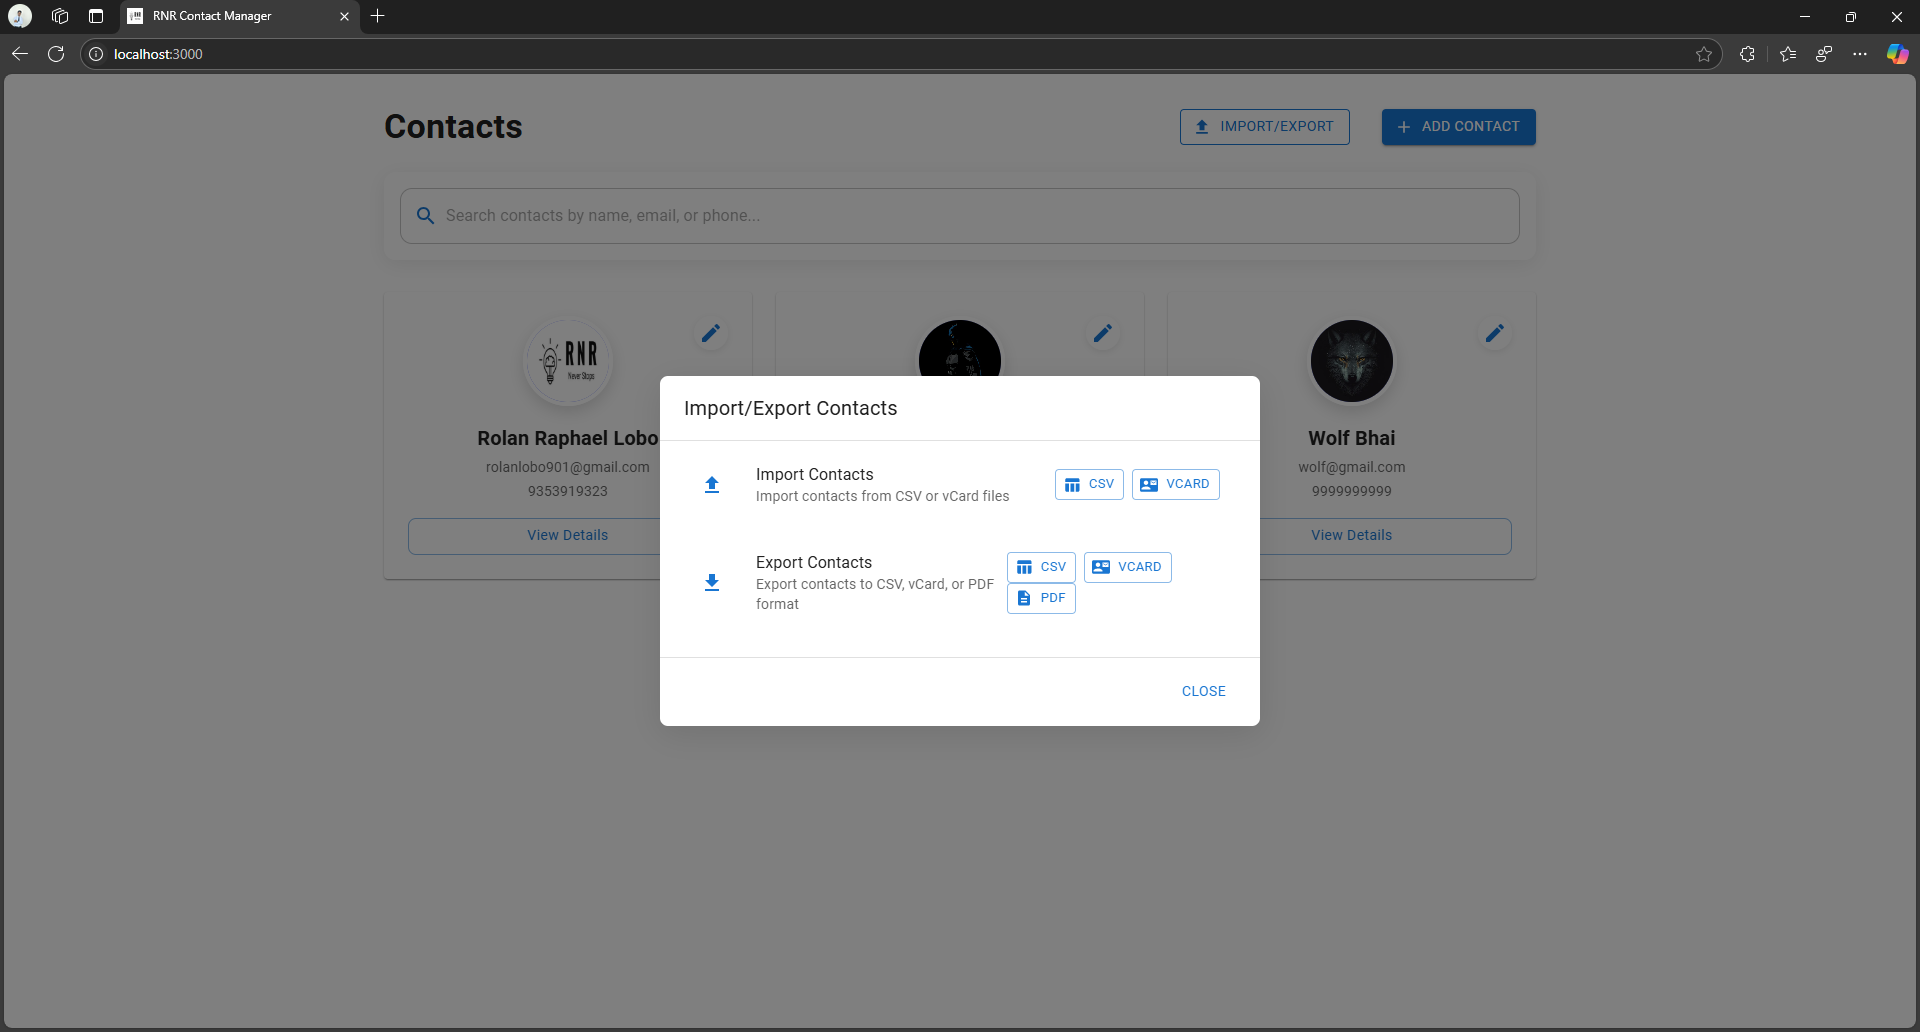 RNR Contact Manager
localhost:3000
Contacts
IMPORT/EXPORT
ADD CONTACT
Search contacts by name, email, or phone...
RNR
Never Stops
Rolan Raphael Lobo
rolanlobo901@gmail.com
9353919323
View Details
Wolf Bhai
wolf@gmail.com
9999999999
View Details
Import/Export Contacts
Import Contacts
Import contacts from CSV or vCard files
CSV
VCARD
Export Contacts
Export contacts to CSV, vCard, or PDF
format
CSV
VCARD
PDF
CLOSE